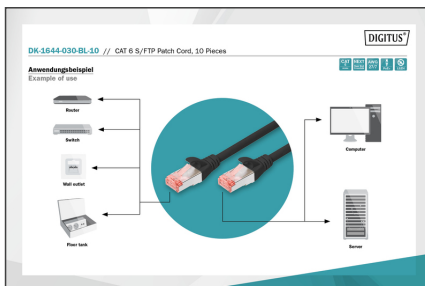 DIGITUS®
DK-1644-030-BL-10 // CAT 6 S/FTP Patch Cord, 10 Pieces
Anwendungsbeispiel
Example of use
Router
Switch
Wall outlet
Floor tank
Computer
Server